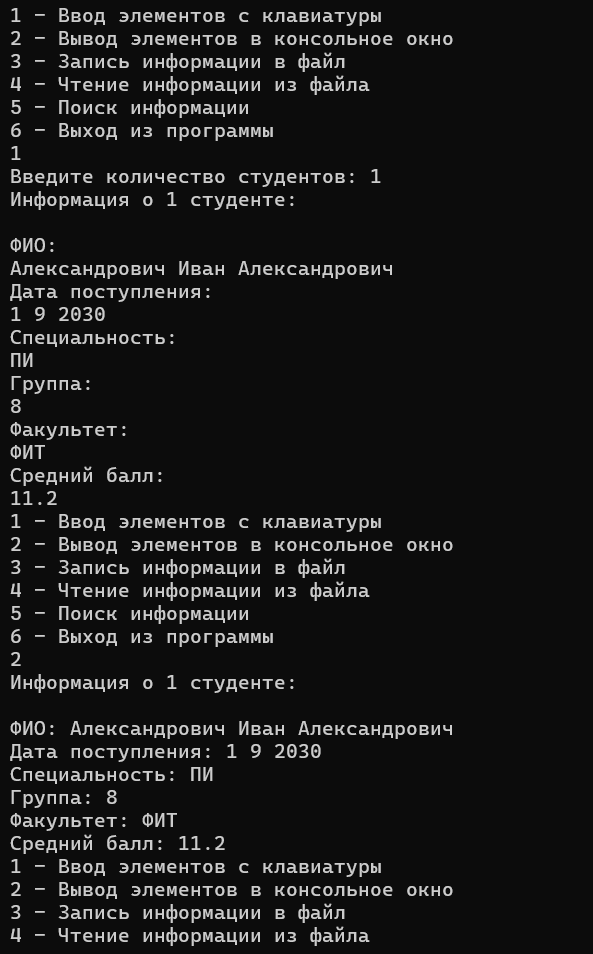 1 – Ввод элементов с клавиатуры
2 – Вывод элементов в консольное окно
3 – Запись информации в файл
4 – Чтение информации из файла
5 – Поиск информации
6 – Выход из программы
1
Введите количество студентов: 1
Информация о 1 студенте:
ФИО:
Александрович Иван Александрович
Дата поступления:
1 9 2030
Специальность:
ПИ
Группа:
8
Факультет:
ФИТ
Средний балл:
11.2
1 – Ввод элементов с клавиатуры
2 – Вывод элементов в консольное окно
3 – Запись информации в файл
4 – Чтение информации из файла
5 – Поиск информации
6 – Выход из программы
2
Информация о 1 студенте:
ФИО: Александрович Иван Александрович
Дата поступления: 1 9 2030
Специальность: ПИ
Группа: 8
Факультет: ФИТ
Средний балл: 11.2
1 – Ввод элементов с клавиатуры
2 – Вывод элементов в консольное окно
3 – Запись информации в файл
4 – Чтение информации из файла